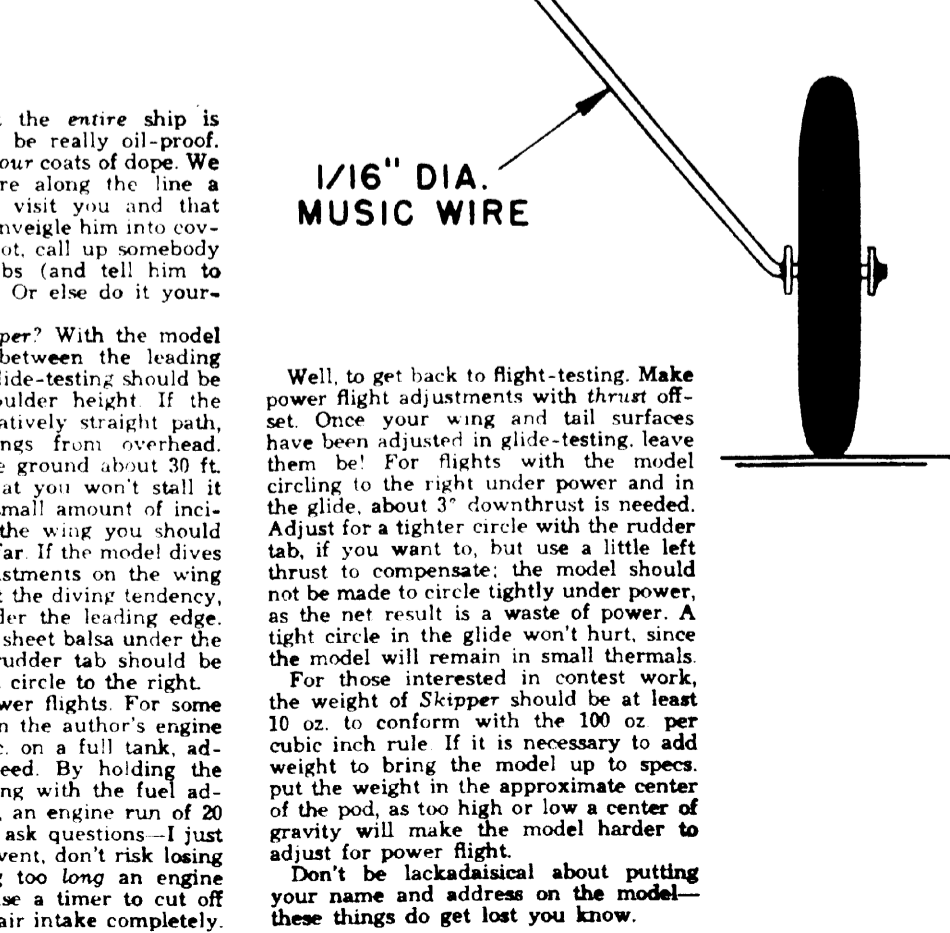 the entire ship is
be really oil-proof.
our coats of dope. We
re along the line a
visit you and that
nveigle him into cov-
ot, call up somebody
bs (and tell him to
Or else do it your-
per? With the model
between the leading
lide-testing should be
oulder height. If the
atively straight path,
ngs from overhead.
e ground about 30 ft.
at you won't stall it
mall amount of inci-
the wing you should
far. If the model dives
stments on the wing
t the diving tendency,
der the leading edge.
sheet balsa under the
rudder tab should be
circle to the right.
wer flights. For some
n the author's engine
c. on a full tank, ad-
eed. By holding the
ng with the fuel ad-
, an engine run of 20
ask questions—I just
vent, don't risk losing
g too long an engine
se a timer to cut off
air intake completely.
1/16" DIA.
MUSIC WIRE
Well, to get back to flight-testing. Make
power flight adjustments with thrust off-
set. Once your wing and tail surfaces
have been adjusted in glide-testing, leave
them be! For flights with the model
circling to the right under power and in
the glide, about 3° downthrust is needed.
Adjust for a tighter circle with the rudder
tab, if you want to, but use a little left
thrust to compensate; the model should
not be made to circle tightly under power,
as the net result is a waste of power. A
tight circle in the glide won't hurt, since
the model will remain in small thermals.
For those interested in contest work,
the weight of Skipper should be at least
10 oz. to conform with the 100 oz. per
cubic inch rule. If it is necessary to add
weight to bring the model up to specs.
put the weight in the approximate center
of the pod, as too high or low a center of
gravity will make the model harder to
adjust for power flight.
Don't be lackadaisical about putting
your name and address on the model—
these things do get lost you know.